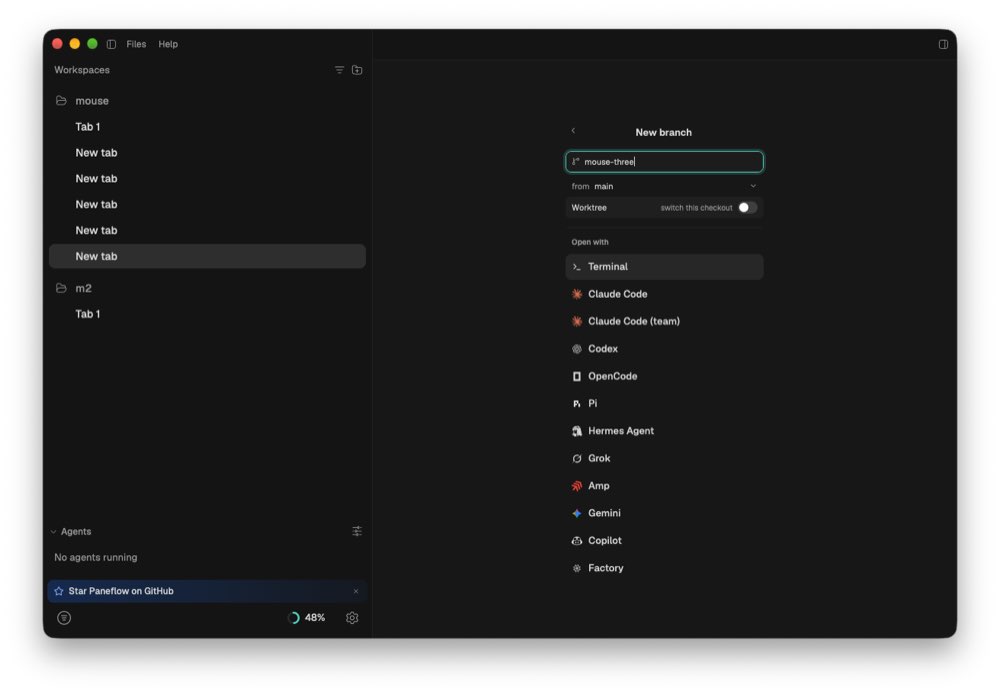 Files Help
Workspaces
mouse
Tab 1
New tab
New tab
New tab
New tab
New tab
m2
Tab 1
Agents
No agents running
Star Paneflow on GitHub
48%
New branch
mouse-three
from main
Worktree switch this checkout
Open with
Terminal
Claude Code
Claude Code (team)
Codex
OpenCode
Pi
Hermes Agent
Grok
Amp
Gemini
Copilot
Factory